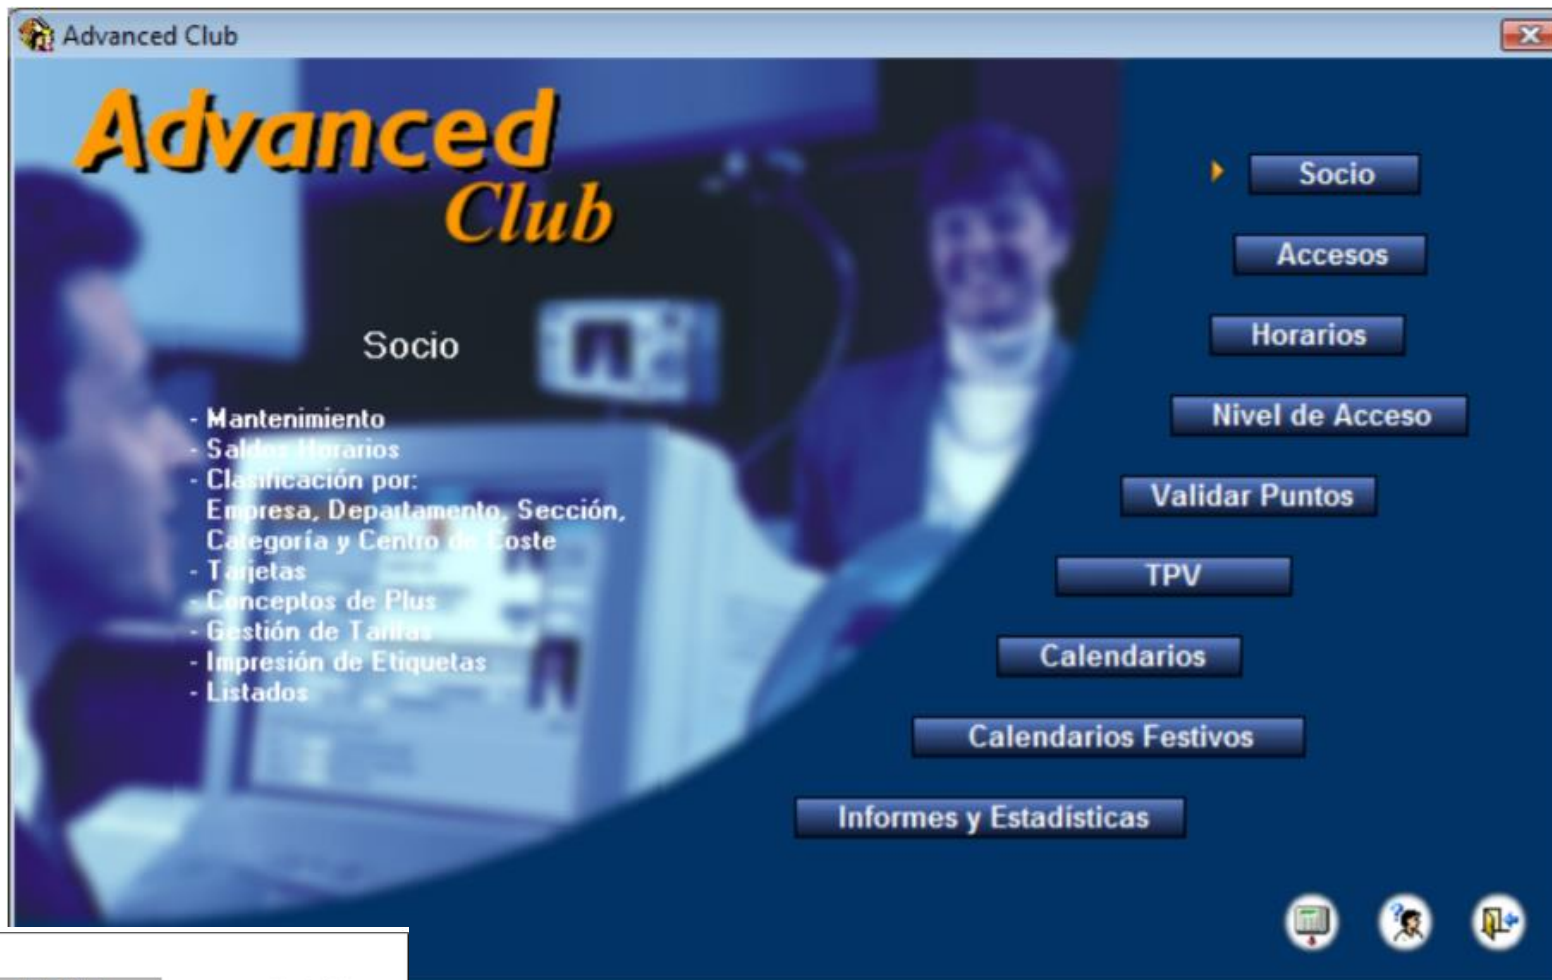 Advanced Club
Advanced
Club
Socio
- Mantenimiento
- Saldos Horarios
- Clasificación por:
Empresa, Departamento, Sección,
Categoría y Centro de Coste
- Tarjetas
- Conceptos de Plus
- Gestión de Tarifas
- Impresión de Etiquetas
- Listados
Socio
Accesos
Horarios
Nivel de Acceso
Validar Puntos
TPV
Calendarios
Calendarios Festivos
Informes y Estadísticas